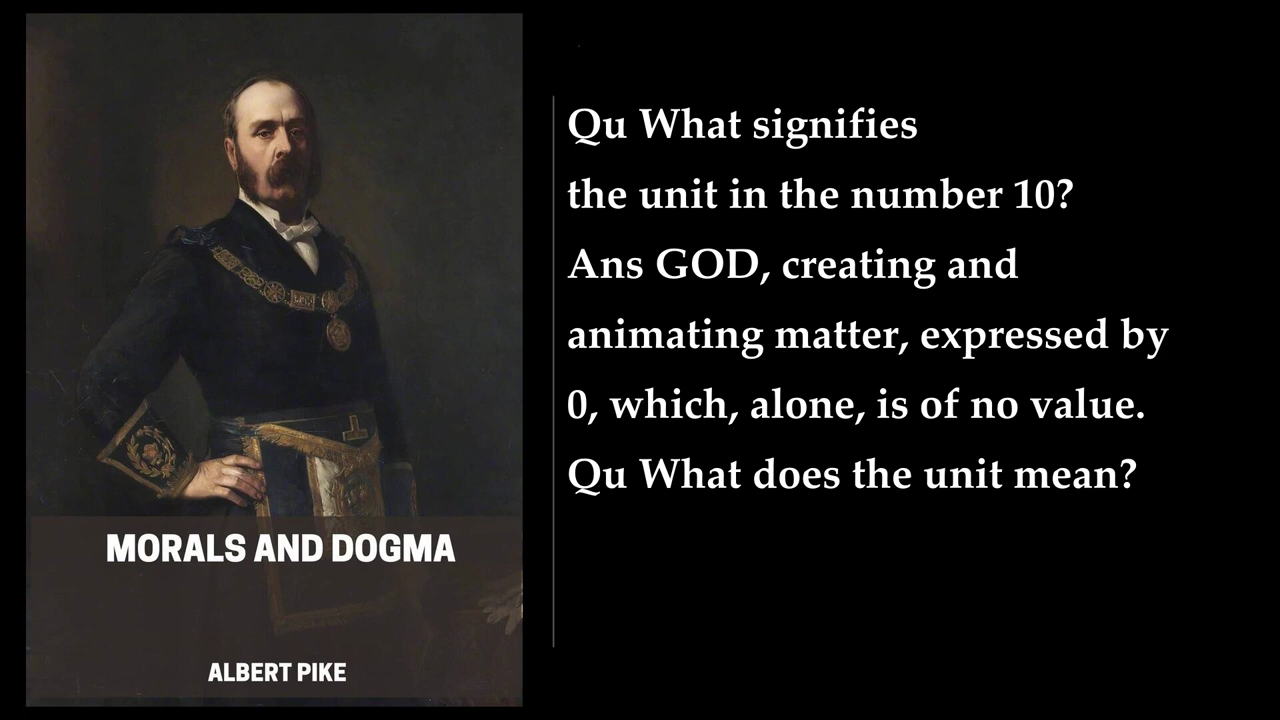 MORALS AND DOGMA
ALBERT PIKE
Qu What signifies
the unit in the number 10?
Ans GOD, creating and
animating matter, expressed by
0, which, alone, is of no value.
Qu What does the unit mean?